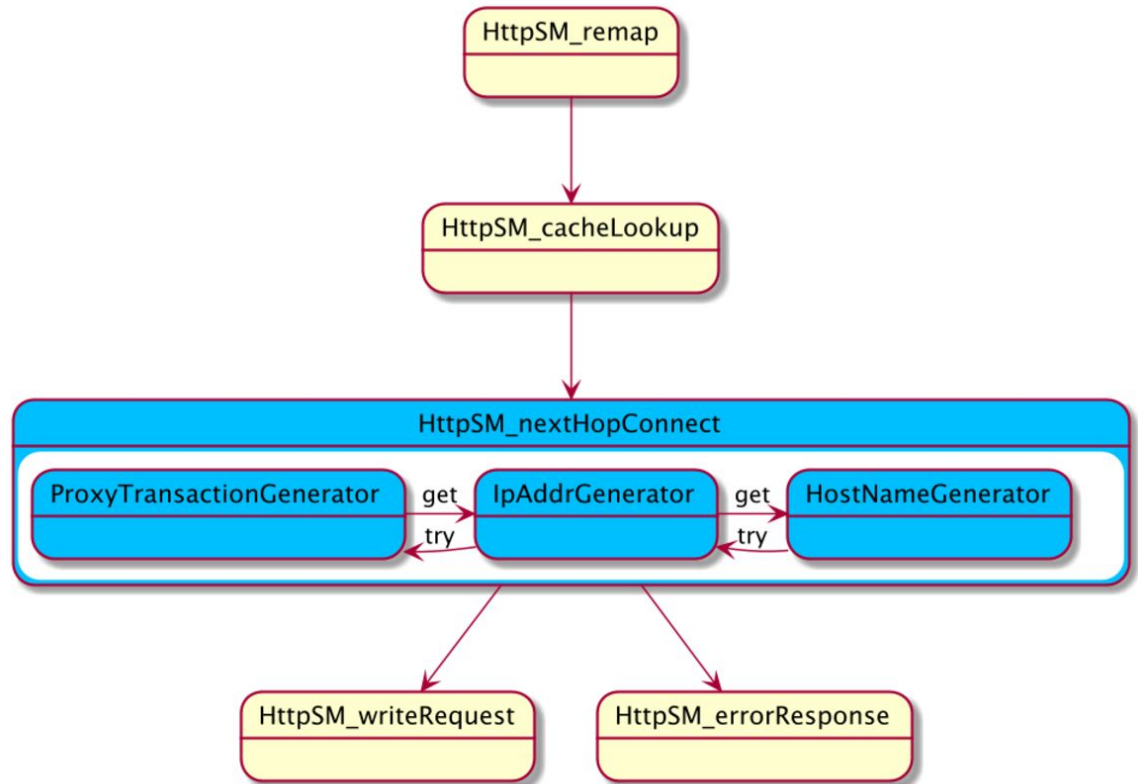 HttpSM_remap
HttpSM_cacheLookup
HttpSM_nextHopConnect
ProxyTransactionGenerator
get
try
IpAddrGenerator
get
try
HostNameGenerator
HttpSM_writeRequest
HttpSM_errorResponse